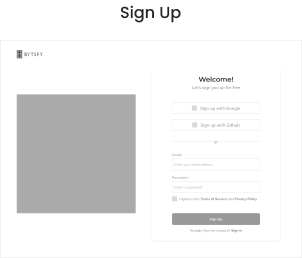 Sign Up
BYTSFY
Welcome!
Let's sign you up for free
Sign up with Google
Sign up with Github
or
Email
Enter your email address
Password
Enter a password
I agree to the Terms of Service and Privacy Policy
Sign Up
Already have an account? Sign In